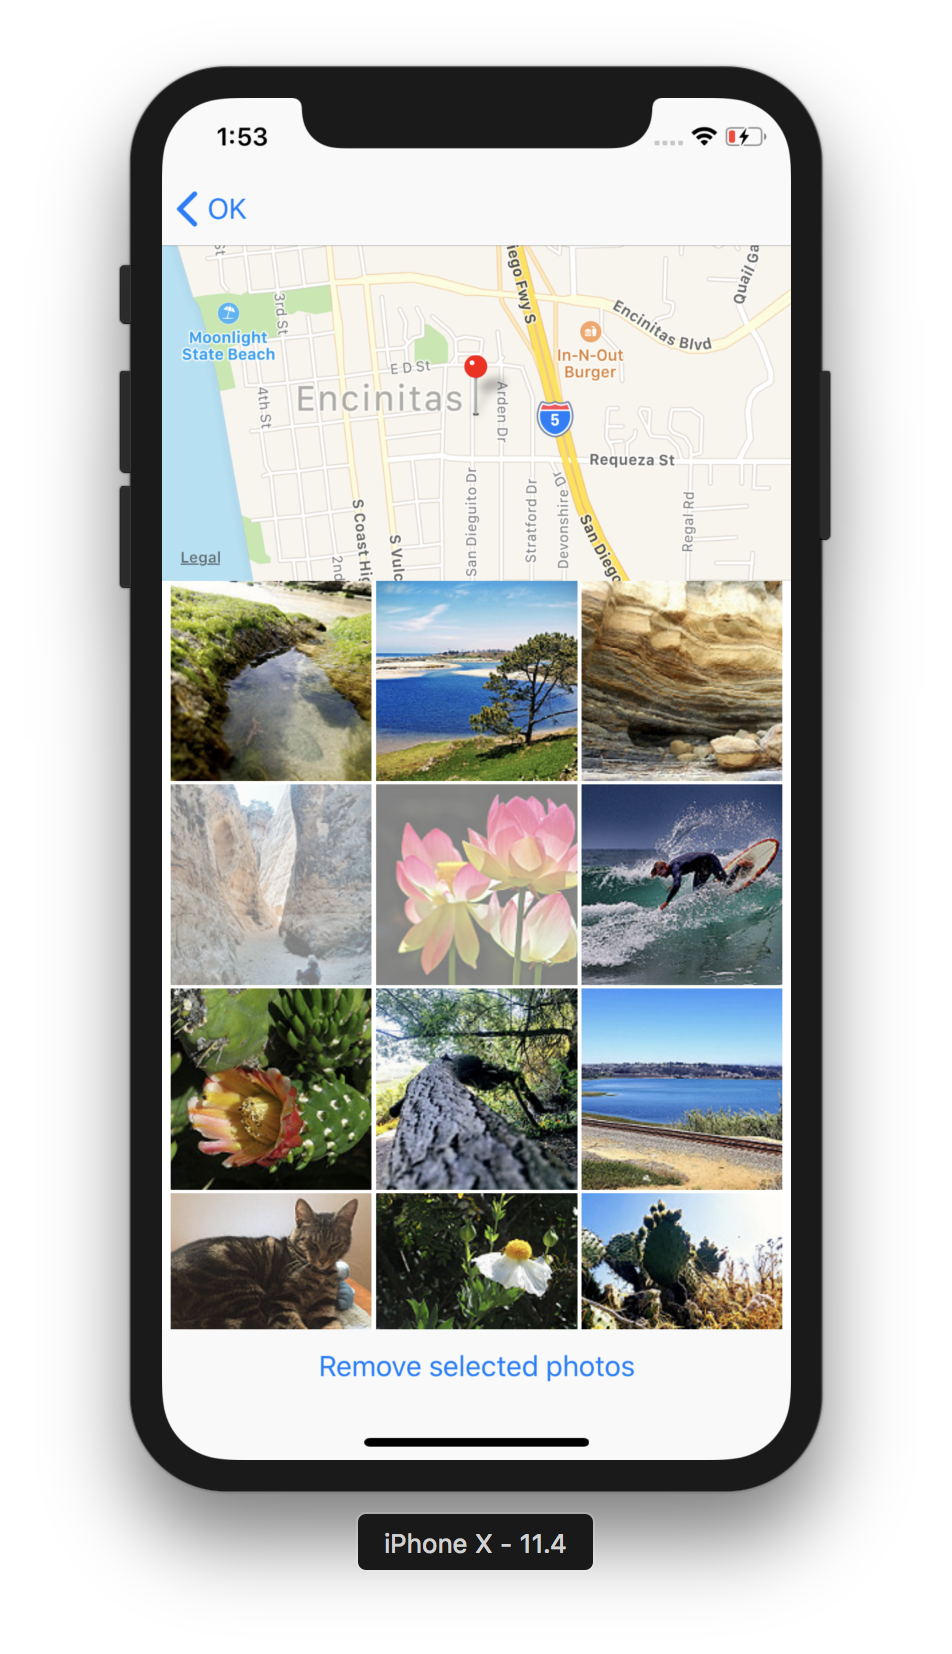 1:53
OK
St
iego Fwy S
Quail Ga
3rd St
Moonlight
State Beach
Encinitas Blvd
In-N-Out
Burger
E D St
Encinitas
4th St
Arden Dr
5
Requeza St
San Dieguito Dr
Stratford Dr
Devonshire Dr
Regal Rd
S Coast Hig
S Vulc
San Diego
2nd
Legal
Remove selected photos
iPhone X - 11.4